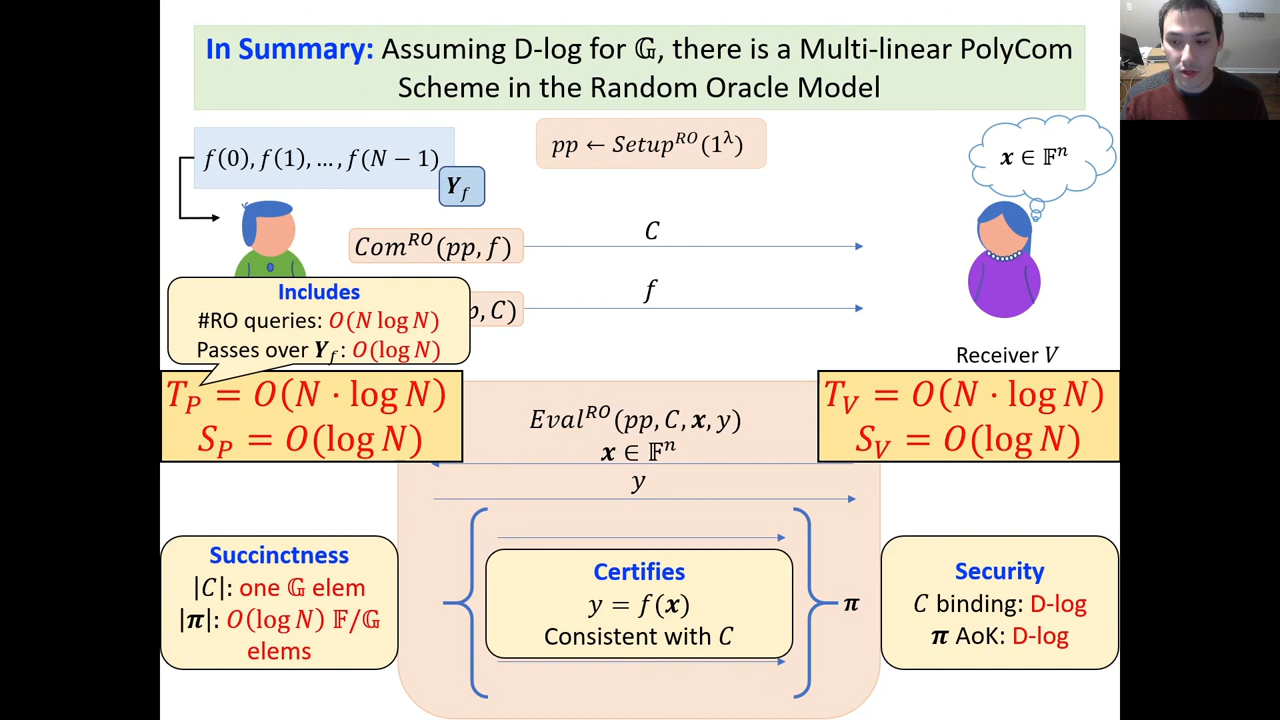 In Summary: Assuming D-log for 𝔾, there is a Multi-linear PolyCom
Scheme in the Random Oracle Model
f(0), f(1), …, f(N − 1)
Y_f
pp ← Setup^{RO}(1^λ)
x ∈ 𝔽^n
Com^{RO}(pp, f)
C
f
p, C)
Includes
#RO queries: O(N log N)
Passes over Y_f: O(log N)
Receiver V
T_P = O(N · log N)
S_P = O(log N)
Eval^{RO}(pp, C, x, y)
x ∈ 𝔽^n
y
T_V = O(N · log N)
S_V = O(log N)
Succinctness
|C|: one 𝔾 elem
|π|: O(log N) 𝔽/𝔾
elems
Certifies
y = f(x)
Consistent with C
π
Security
C binding: D-log
π AoK: D-log